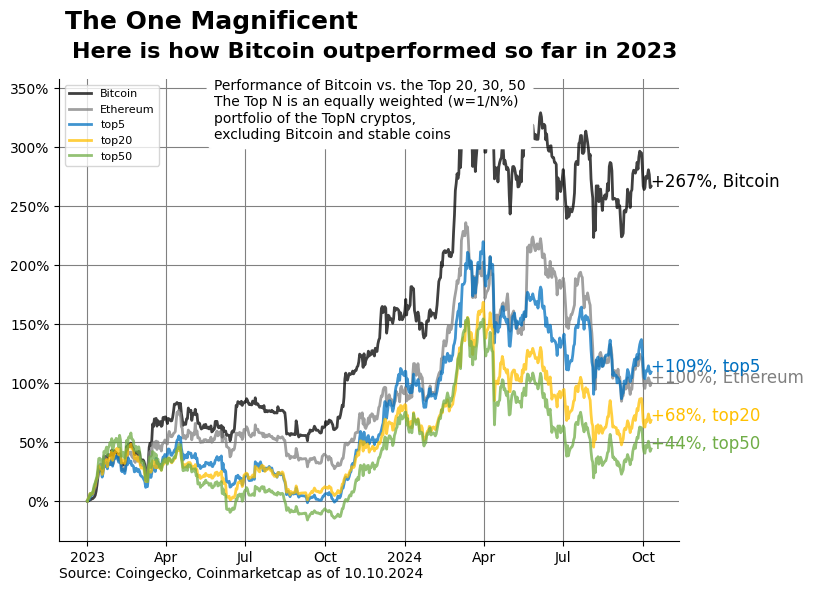 The One Magnificent
Here is how Bitcoin outperformed so far in 2023
350%
300%
250%
200%
150%
100%
50%
0%
Bitcoin
Ethereum
top5
top20
top50
Performance of Bitcoin vs. the Top 20, 30, 50
The Top N is an equally weighted (w=1/N%)
portfolio of the TopN cryptos,
excluding Bitcoin and stable coins
+267%, Bitcoin
+109%, top5
+100%, Ethereum
+68%, top20
+44%, top50
2023 Apr Jul Oct 2024 Apr Jul Oct
Source: Coingecko, Coinmarketcap as of 10.10.2024